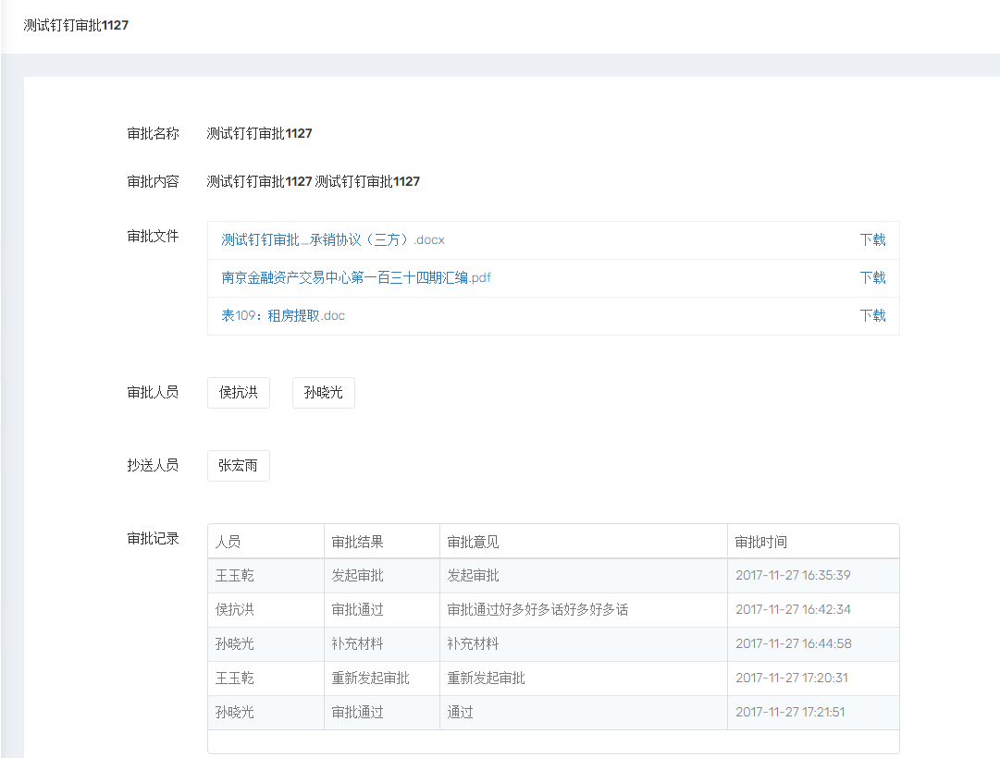 测试钉钉审批1127
审批名称 测试钉钉审批1127
审批内容 测试钉钉审批1127 测试钉钉审批1127
审批文件 测试钉钉审批_承销协议（三方）.docx 下载
南京金融资产交易中心第一百三十四期汇编.pdf 下载
表109：租房提取.doc 下载
审批人员 侯抗洪 孙晓光
抄送人员 张宏雨
审批记录 人员 审批结果 审批意见 审批时间
王玉乾 发起审批 发起审批 2017-11-27 16:35:39
侯抗洪 审批通过 审批通过好多好多话好多好多话 2017-11-27 16:42:34
孙晓光 补充材料 补充材料 2017-11-27 16:44:58
王玉乾 重新发起审批 重新发起审批 2017-11-27 17:20:31
孙晓光 审批通过 通过 2017-11-27 17:21:51